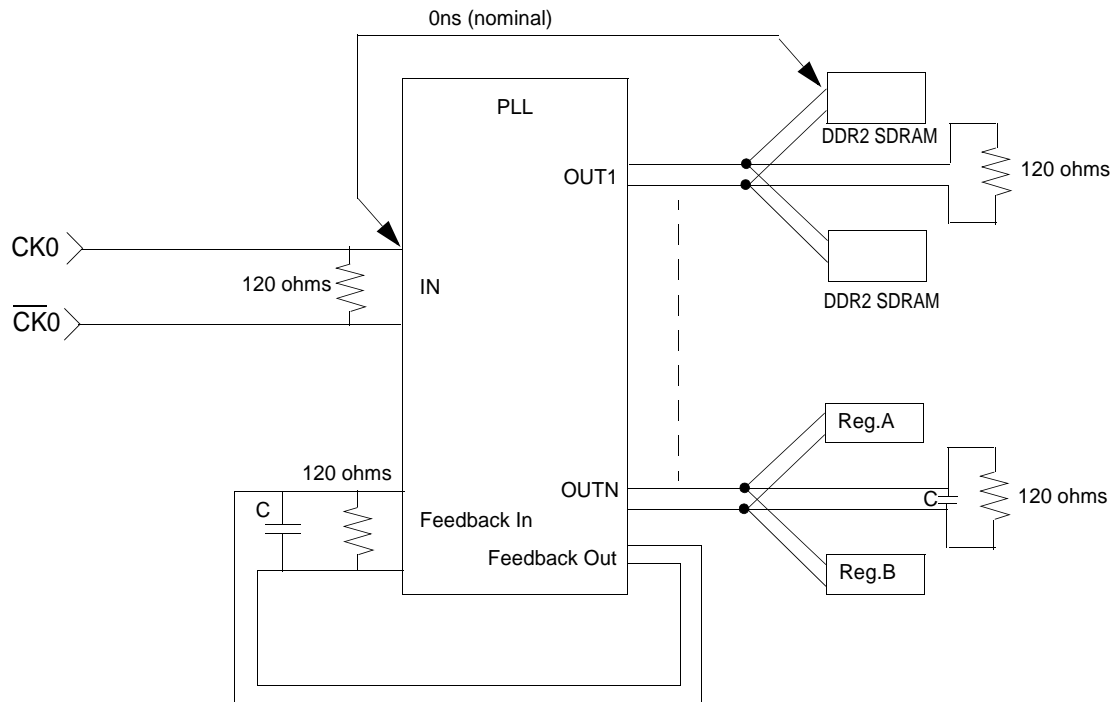 0ns (nominal)
PLL
DDR2 SDRAM
OUT1
120 ohms
CK0
120 ohms
IN
C̅K̅0
DDR2 SDRAM
Reg.A
120 ohms
OUTN
C
120 ohms
C
Feedback In
Feedback Out
Reg.B